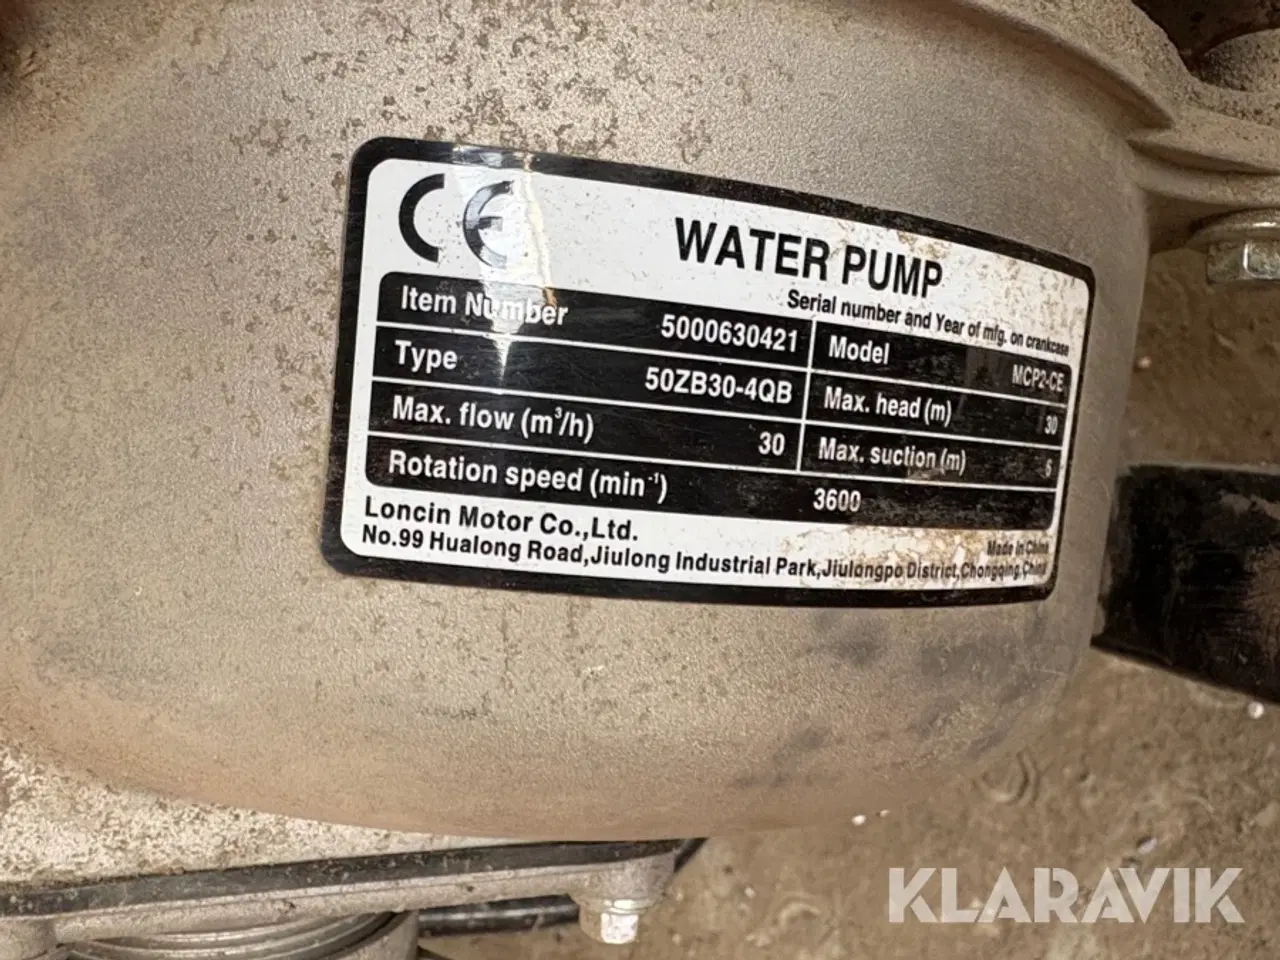 CE
WATER PUMP
Serial number and Year of mfg. on crankcase
Item Number 5000630421 Model MCP2-CE
Type 50ZB30-4QB Max. head (m) 30
Max. flow (m³/h) 30 Max. suction (m) 6
Rotation speed (min⁻¹) 3600
Loncin Motor Co.,Ltd.
Made in China
No.99 Hualong Road,Jiulong Industrial Park,Jiulongpo District,Chongqing,China
KLARAVIK